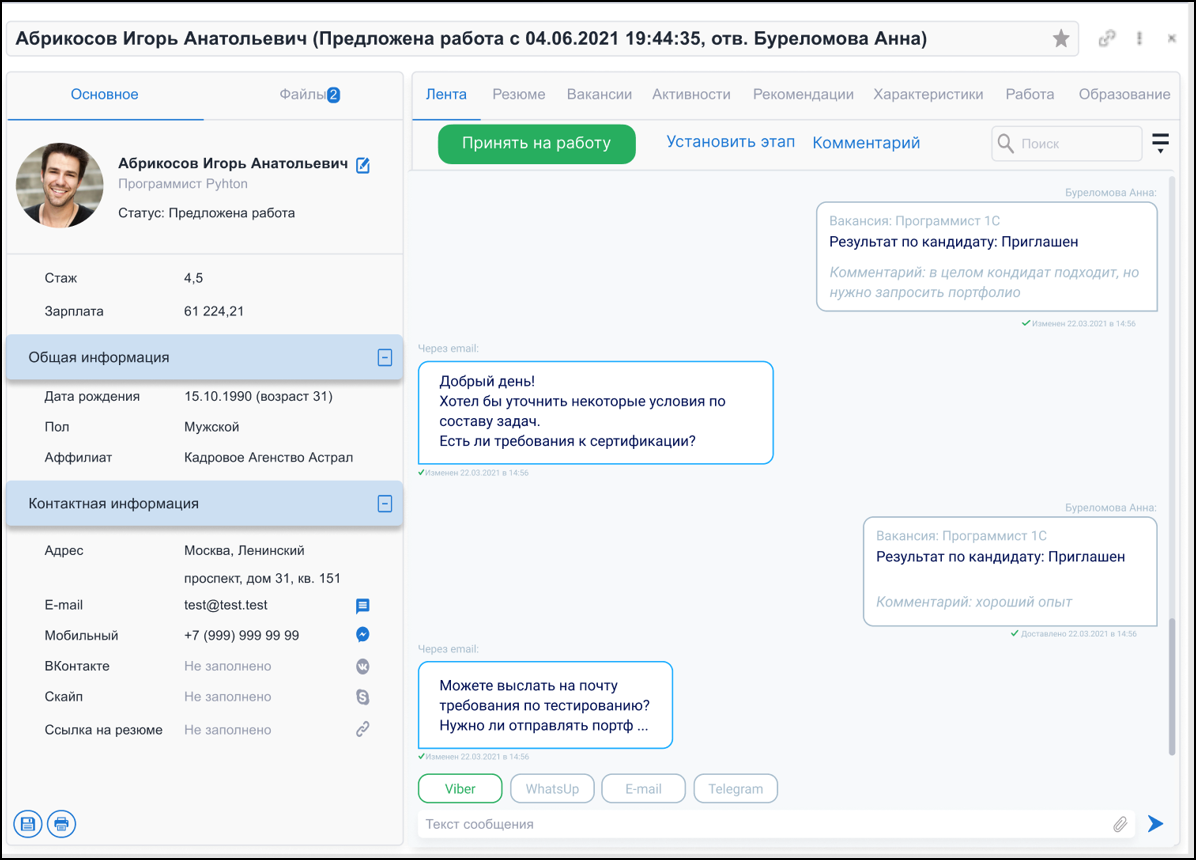 Абрикосов Игорь Анатольевич (Предложена работа с 04.06.2021 19:44:35, отв. Буреломова Анна)
Основное
Файлы 2
Абрикосов Игорь Анатольевич
Программист Pyhton
Статус: Предложена работа
Стаж 4,5
Зарплата 61 224,21
Общая информация
Дата рождения 15.10.1990 (возраст 31)
Пол Мужской
Аффилиат Кадровое Агенство Астрал
Контактная информация
Адрес Москва, Ленинский
проспект, дом 31, кв. 151
E-mail test@test.test
Мобильный +7 (999) 999 99 99
ВКонтакте Не заполнено
Скайп Не заполнено
Ссылка на резюме Не заполнено
Лента Резюме Вакансии Активности Рекомендации Характеристики Работа Образование
Принять на работу Установить этап Комментарий Поиск
Буреломова Анна:
Вакансия: Программист 1С
Результат по кандидату: Приглашен
Комментарий: в целом кондидат подходит, но
нужно запросить портфолио
Изменен 22.03.2021 в 14:56
Через email:
Добрый день!
Хотел бы уточнить некоторые условия по
составу задач.
Есть ли требования к сертификации?
Изменен 22.03.2021 в 14:56
Буреломова Анна:
Вакансия: Программист 1С
Результат по кандидату: Приглашен
Комментарий: хороший опыт
Доставлено 22.03.2021 в 14:56
Через email:
Можете выслать на почту
требования по тестированию?
Нужно ли отправлять портф ...
Изменен 22.03.2021 в 14:56
Viber WhatsUp E-mail Telegram
Текст сообщения